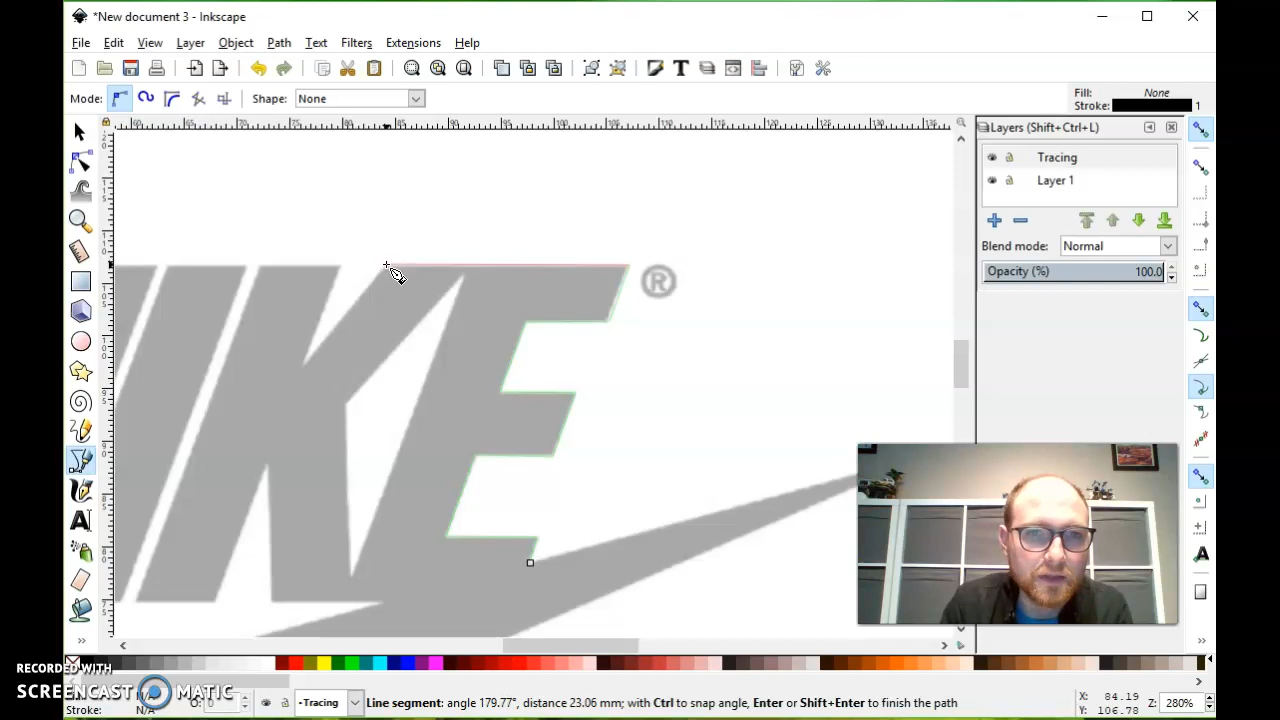 *New document 3 - Inkscape
File Edit View Layer Object Path Text Filters Extensions Help
Mode: Shape: None
Fill: None
Stroke: 1
Layers (Shift+Ctrl+L)
Tracing
Layer 1
Blend mode: Normal
Opacity (%) 100.0
IKE ®
RECORDED WITH
SCREENCAST MATIC
N/A
Stroke: N/A
O: 0
Tracing
Line segment: angle 179.77°, distance 23.06 mm; with Ctrl to snap angle, Enter or Shift+Enter to finish the path
X: 84.19
Y: 106.78
Z: 280%